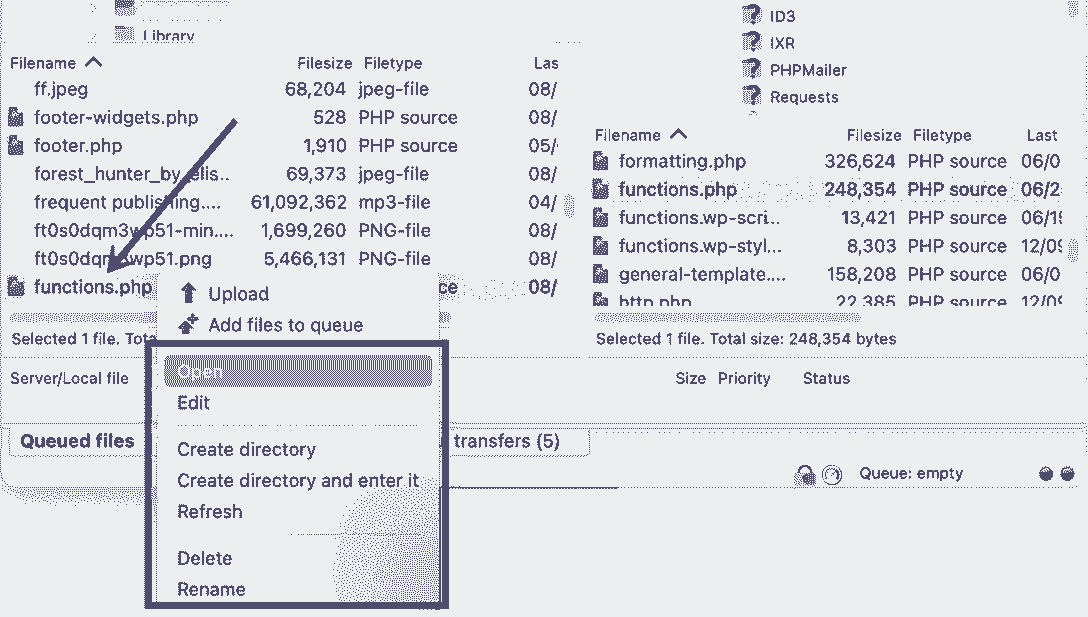 Library
Filename Filesize Filetype Las
ff.jpeg 68,204 jpeg-file 08/
footer-widgets.php 528 PHP source 08/
footer.php 1,910 PHP source 05/
forest_hunter_by_elis.. 69,373 jpeg-file 08/
frequent publishing.... 61,092,362 mp3-file 04/
ft0s0dqm3wp51-min.... 1,699,260 PNG-file 08/
ft0s0dqm3wp51.png 5,466,131 PNG-file 08/
functions.php ce 08/
Selected 1 file. Tota
Upload
Add files to queue
Open
Edit
Create directory
Create directory and enter it
Refresh
Delete
Rename
ID3
IXR
PHPMailer
Requests
Filename Filesize Filetype Last
formatting.php 326,624 PHP source 06/0
functions.php 248,354 PHP source 06/2
functions.wp-scri... 13,421 PHP source 06/19
functions.wp-styl... 8,303 PHP source 12/09
general-template.... 158,208 PHP source 06/0
http.php 22,385 PHP source 12/09
Selected 1 file. Total size: 248,354 bytes
Server/Local file Size Priority Status
Queued files transfers (5)
Queue: empty